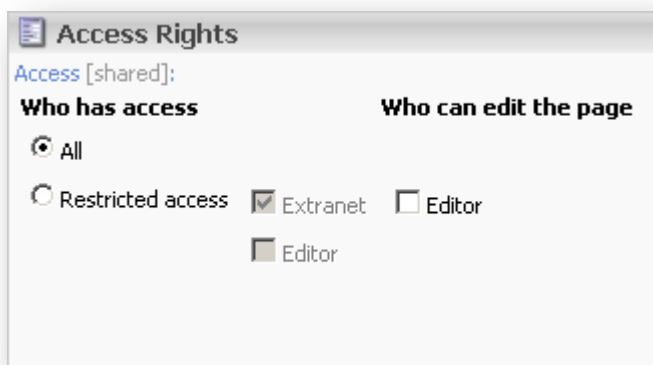 Access Rights
Access [shared]:
Who has access Who can edit the page
All
Restricted access Extranet Editor
Editor